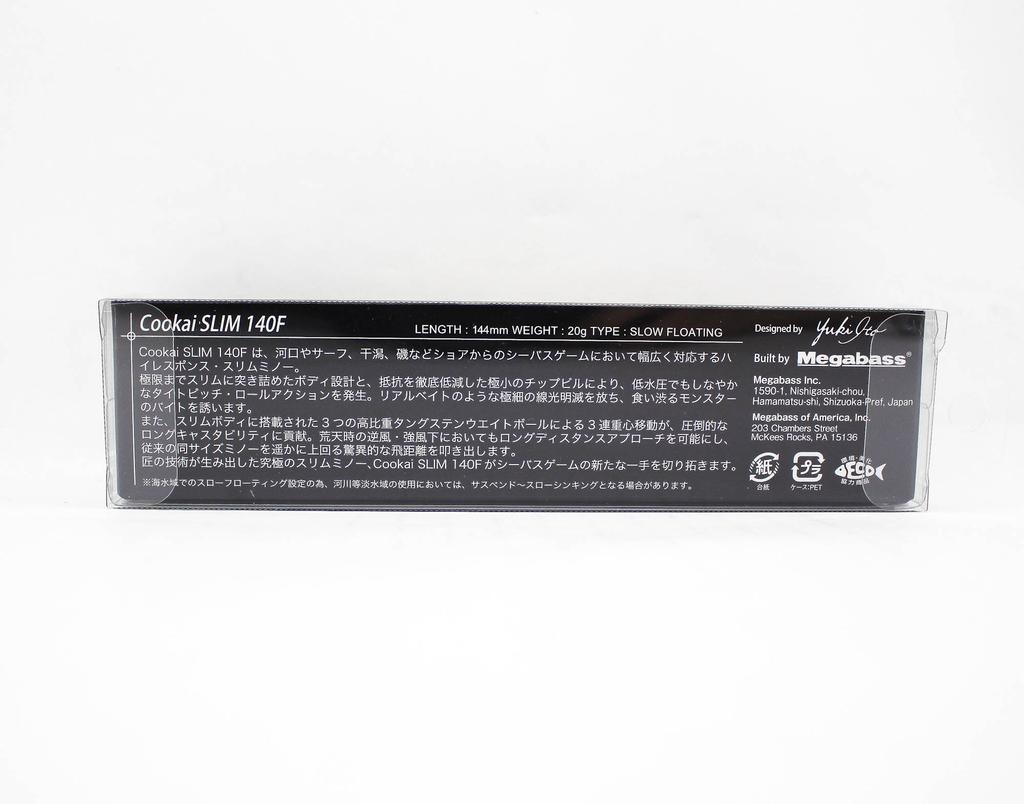 Cookai SLIM 140F
LENGTH : 144mm WEIGHT : 20g TYPE : SLOW FLOATING
Cookai SLIM 140F は、河口やサーフ、干潟、磯などショアからのシーバスゲームにおいて幅広く対応するハ
イレスポンス・スリムミノー。
極限までスリムに突き詰めたボディ設計と、抵抗を徹底低減した極小のチップビルにより、低水圧でもしなやか
なタイトピッチ・ロールアクションを発生。リアルベイトのような極細の線光明滅を放ち、食い渋るモンスター
のバイトを誘います。
また、スリムボディに搭載された３つの高比重タングステンウエイトボールによる３連重心移動が、圧倒的な
ロングキャスタビリティに貢献。荒天時の逆風・強風下においてもロングディスタンスアプローチを可能にし、
従来の同サイズミノーを遥かに上回る驚異的な飛距離を叩き出します。
匠の技術が生み出した究極のスリムミノー、Cookai SLIM 140Fがシーバスゲームの新たな一手を切り拓きます。
※海水域でのスローフローティング設定の為、河川等淡水域の使用においては、サスペンド〜スローシンキングとなる場合があります。
Designed by Yuki Ito
Built by Megabass®
Megabass Inc.
1590-1, Nishigasaki-chou,
Hamamatsu-shi, Shizuoka-Pref, Japan
Megabass of America, Inc.
203 Chambers Street
McKees Rocks, PA 15136
紙
台紙
プラ
ケース:PET
環境・美化
ECO
協力商品